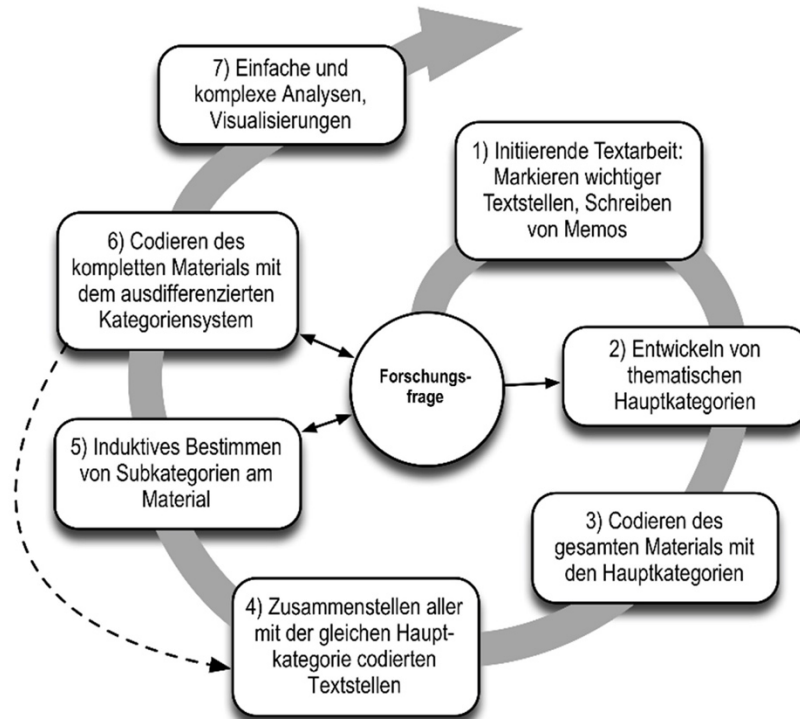 7) Einfache und
komplexe Analysen,
Visualisierungen
1) Initiierende Textarbeit:
Markieren wichtiger
Textstellen, Schreiben
von Memos
6) Codieren des
kompletten Materials mit
dem ausdifferenzierten
Kategoriensystem
Forschungs-
frage
2) Entwickeln von
thematischen
Hauptkategorien
5) Induktives Bestimmen
von Subkategorien am
Material
3) Codieren des
gesamten Materials mit
den Hauptkategorien
4) Zusammenstellen aller
mit der gleichen Haupt-
kategorie codierten
Textstellen